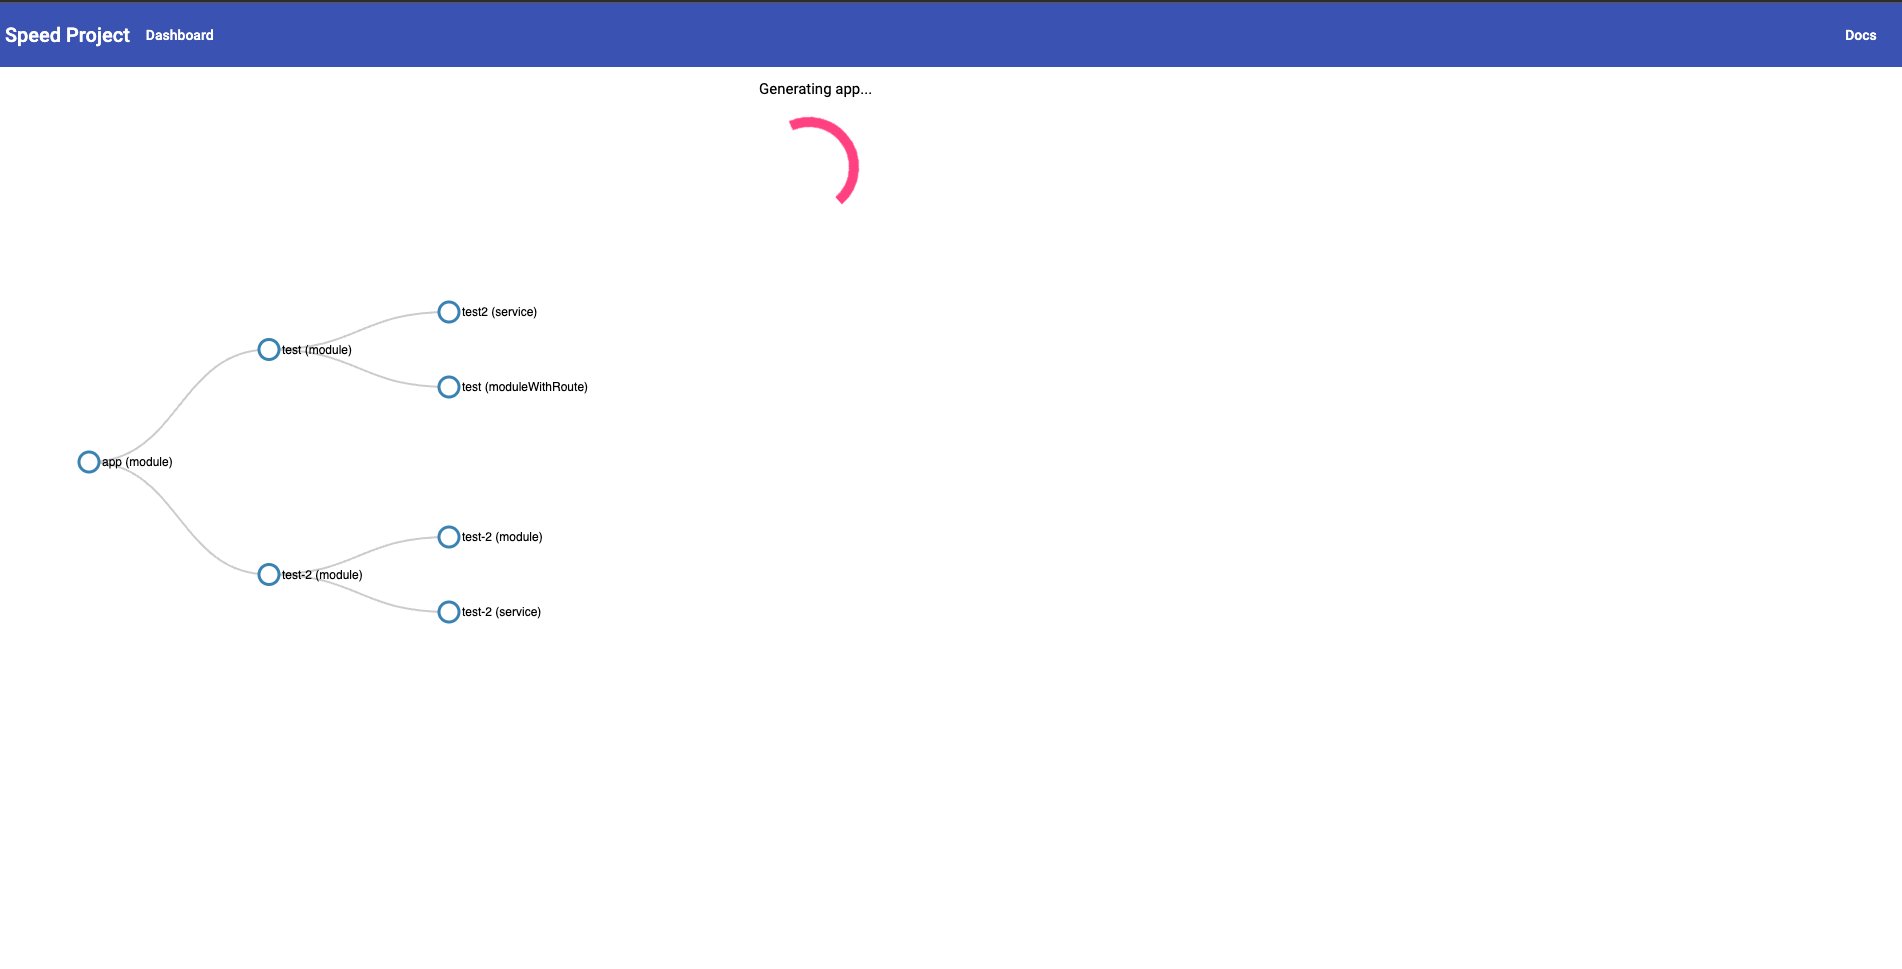 Speed Project Dashboard Docs
Generating app...
test2 (service)
test (module)
test (moduleWithRoute)
app (module)
test-2 (module)
test-2 (module)
test-2 (service)